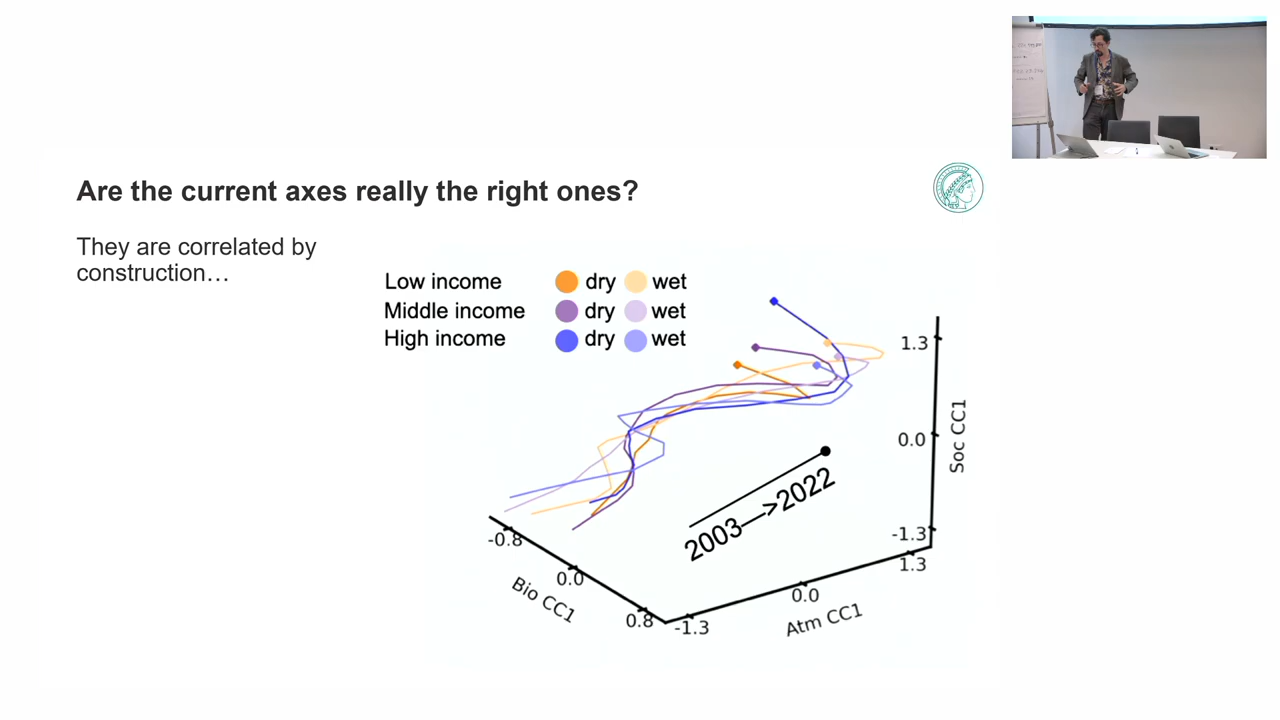 Are the current axes really the right ones?
They are correlated by
construction…
Low income dry wet
Middle income dry wet
High income dry wet
1.3
0.0
-1.3
Soc CC1
2003—>2022
-0.8
0.0
0.8
Bio CC1
-1.3
0.0
1.3
Atm CC1